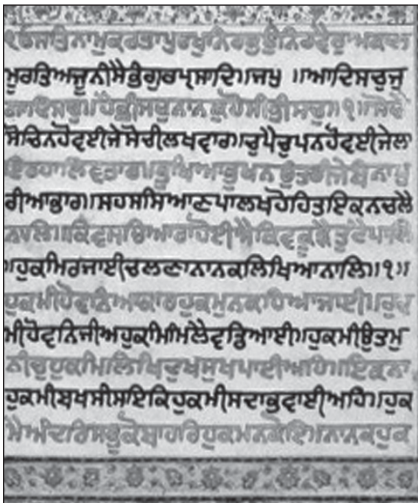 ੴਸਤਿਨਾਮੁਕਰਤਾਪੁਰਖੁਨਿਰਭਉਨਿਰਵੈਰੁਅਕਾਲ
ਮੂਰਤਿਅਜੂਨੀਸੈਭੰਗੁਰਪ੍ਰਸਾਦਿ॥ਜਪੁ ॥ਆਦਿਸਚੁਜੁ
ਗਾਦਿਸਚੁ॥ਹੈਭੀਸਚੁਨਾਨਕਹੋਸੀਭੀਸਚੁ॥੧॥ਸੋਚੈ
ਸੋਚਿਨਹੋਵਈਜੇਸੋਚੀਲਖਵਾਰ॥ਚੁਪੈਚੁਪਨਹੋਵਈਜੇਲਾ
ਇਰਹਾਲਿਵਤਾਰ॥ਭੁਖਿਆਭੁਖਨਉਤਰੀਜੇਬੰਨਾਪੁ
ਰੀਆਭਾਰ॥ਸਹਸਸਿਆਣਪਾਲਖਹੋਹਿਤਇਕਨਚਲੈ
ਨਾਲਿ॥ਕਿਵਸਚਿਆਰਾਹੋਈਐਕਿਵਕੂੜੈਤੁਟੈਪਾਲਿ
॥ਹੁਕਮਿਰਜਾਈਚਲਣਾਨਾਨਕਲਿਖਿਆਨਾਲਿ॥੧॥
ਹੁਕਮੀਹੋਵਨਿਆਕਾਰਹੁਕਮੁਨਕਹਿਆਜਾਈ॥ਹੁਕ
ਮੀਹੋਵਨਿਜੀਅਹੁਕਮਿਮਿਲੈਵਡਿਆਈ॥ਹੁਕਮੀਉਤਮੁ
ਨੀਚੁਹੁਕਮਿਲਿਖਿਦੁਖਸੁਖਪਾਈਅਹਿ॥ਇਕਨਾ
ਹੁਕਮੀਬਖਸੀਸਇਕਿਹੁਕਮੀਸਦਾਭਵਾਈਅਹਿ॥ਹੁਕ
ਮੈਅੰਦਰਿਸਭੁਕੋਬਾਹਰਿਹੁਕਮਨਕੋਇ॥ਨਾਨਕਹੁਕ